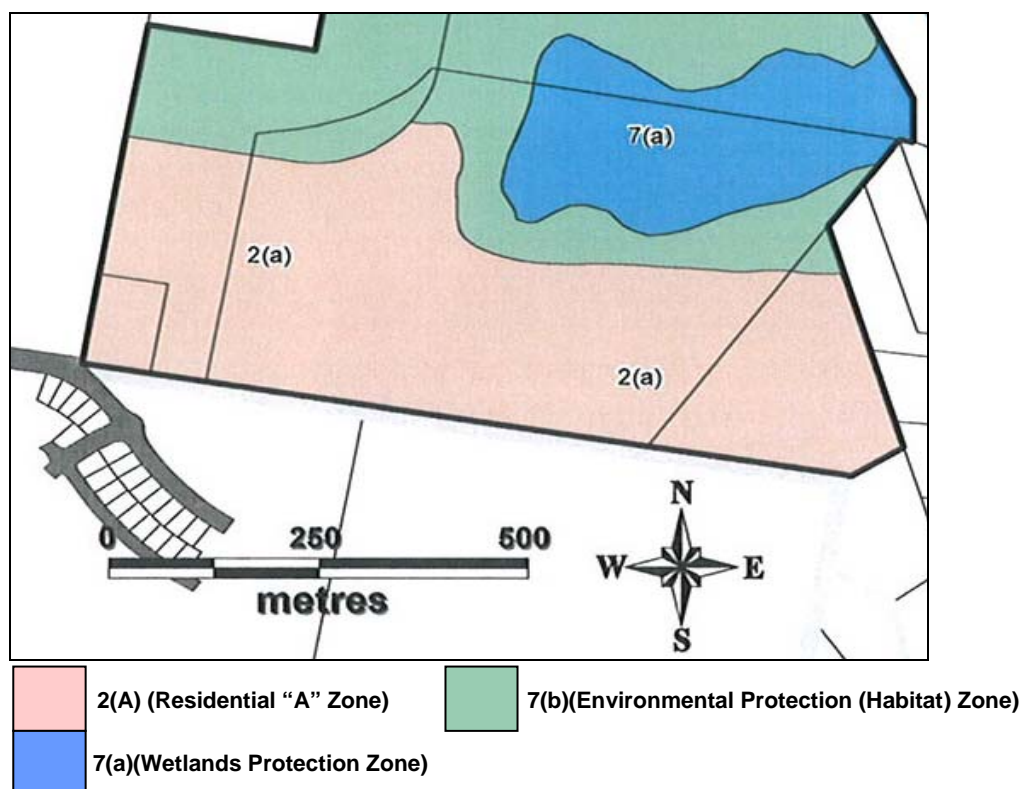 7(a)
2(a)
2(a)
N
0 250 500
W E
metres
S
2(A) (Residential “A” Zone)
7(b)(Environmental Protection (Habitat) Zone)
7(a)(Wetlands Protection Zone)